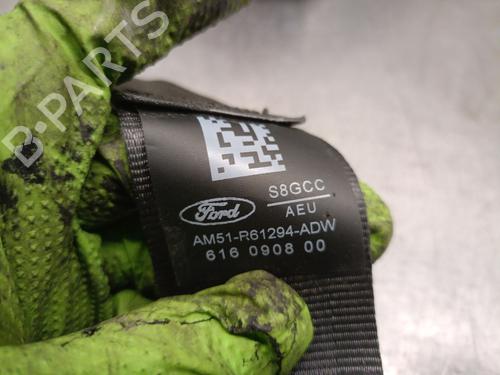 B-PARTS
S8GCC
Ford
AEU
AM51-R61294-ADW
616 0908 00